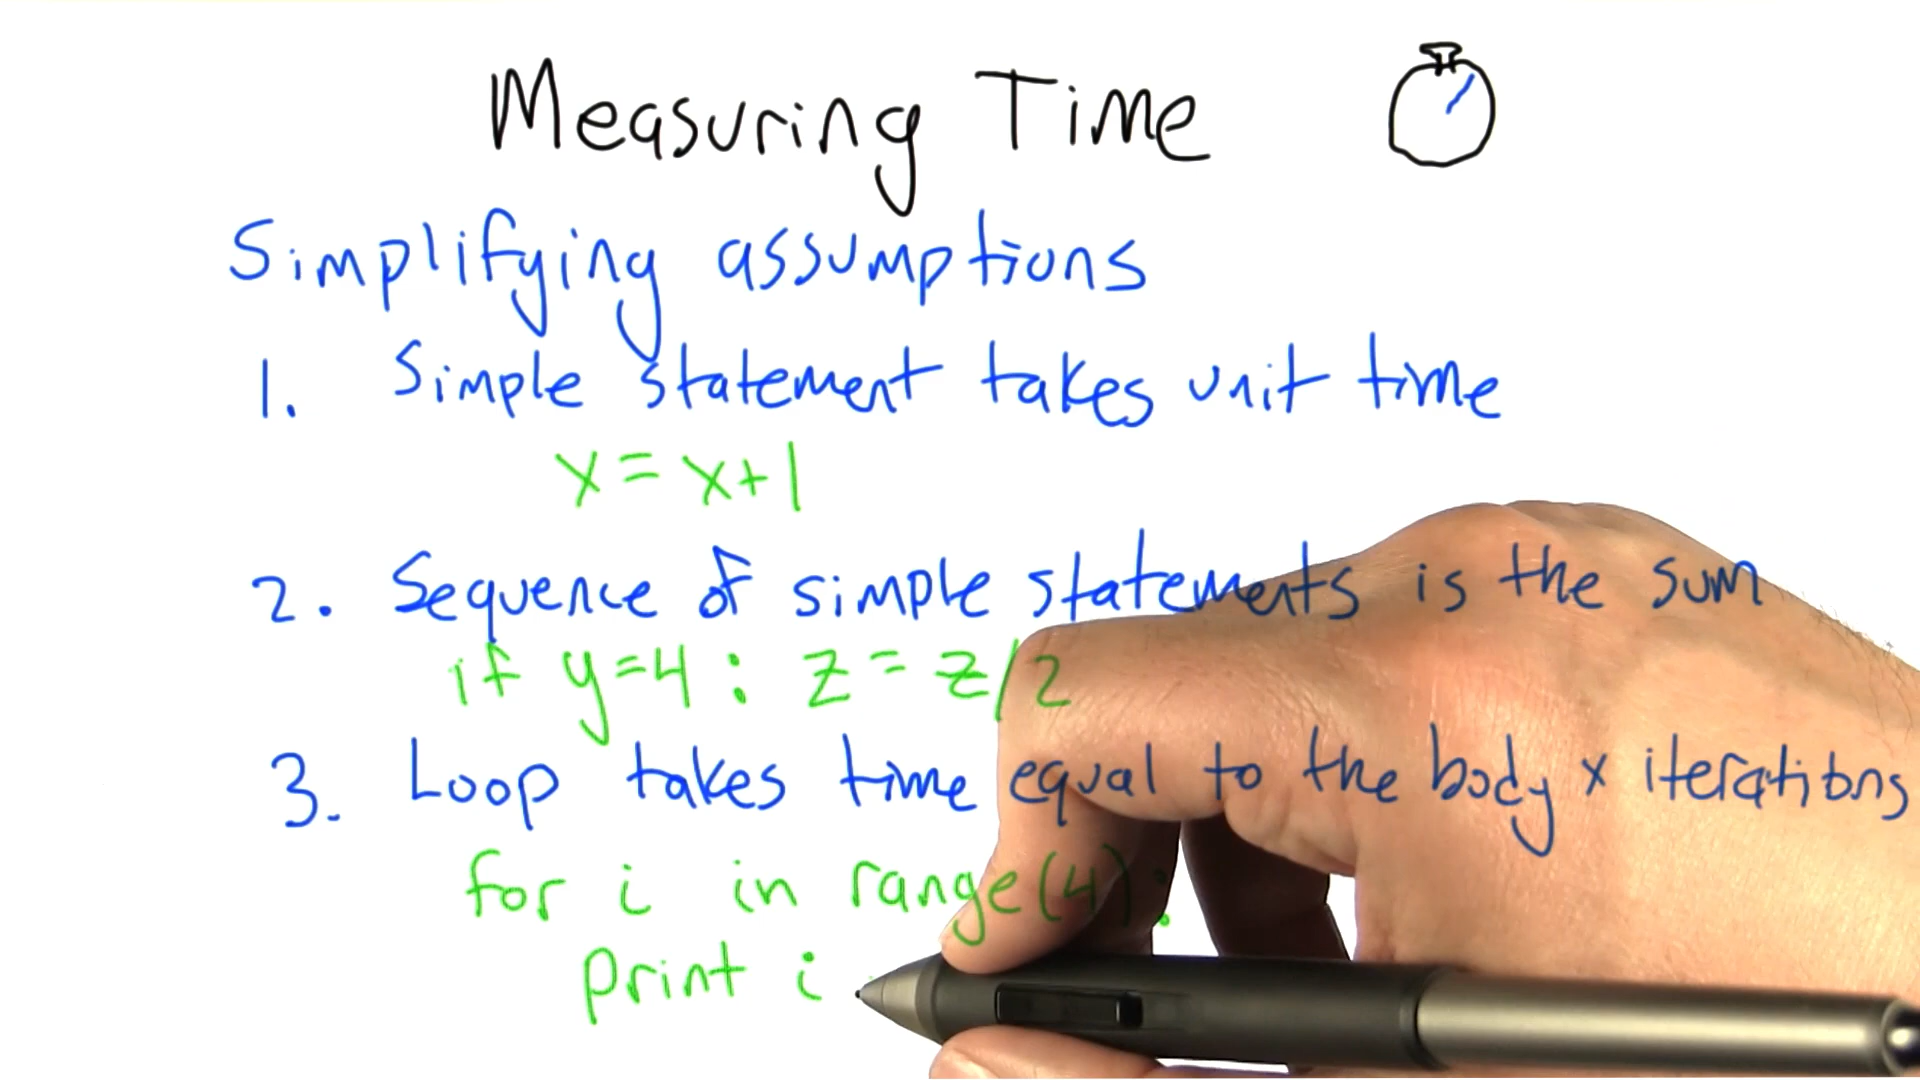 Measuring Time
Simplifying assumptions
1. Simple statement takes unit time
x = x+1
2. Sequence of simple statements is the sum
if y=4 : z = z/2
3. Loop takes time equal to the body x iterations
for i in range(4):
print i